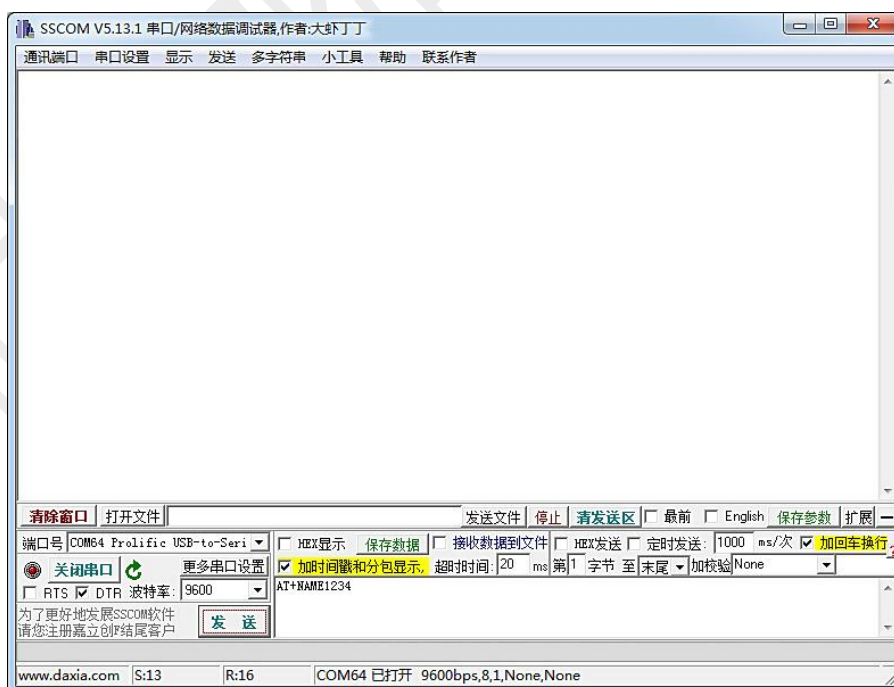 SSCOM V5.13.1 串口/网络数据调试器,作者:大虾丁丁
通讯端口 串口设置 显示 发送 多字符串 小工具 帮助 联系作者
清除窗口 打开文件 发送文件 停止 清发送区 最前 English 保存参数 扩展
端口号 COM64 Prolific USB-to-Seri HEX显示 保存数据 接收数据到文件 HEX发送 定时发送: 1000 ms/次 加回车换行
关闭串口 更多串口设置 加时间戳和分包显示, 超时时间: 20 ms 第 1 字节 至 末尾 加校验 None
RTS DTR 波特率: 9600 AT+NAME1234
为了更好地发展SSCOM软件
请您注册嘉立创F结尾客户
发 送
www.daxia.com S:13 R:16 COM64 已打开 9600bps,8,1,None,None